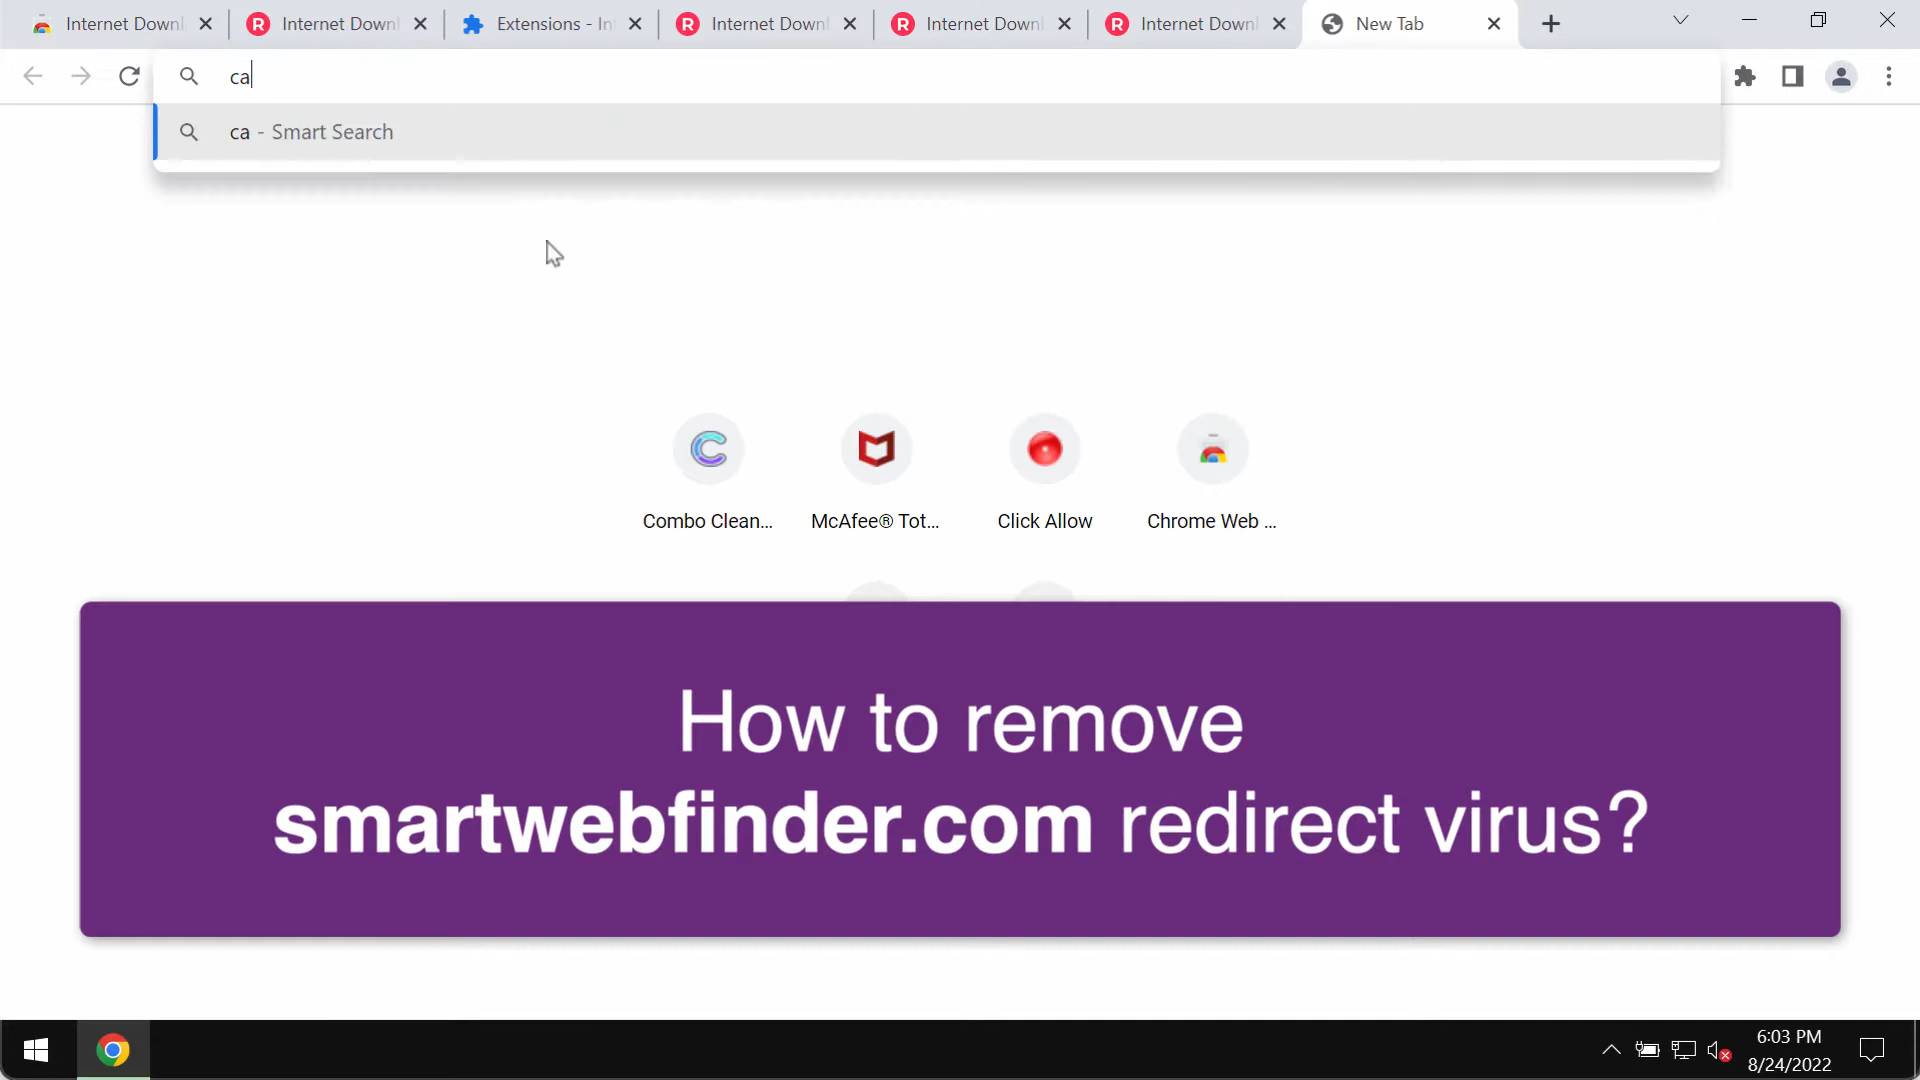 Internet Downl
Internet Downl
Extensions - In
R Internet Downl
R Internet Downl
R Internet Downl
New Tab
ca
ca - Smart Search
Combo Clean...
McAfee® Tot...
Click Allow
Chrome Web ...
How to remove
smartwebfinder.com redirect virus?
6:03 PM
8/24/2022